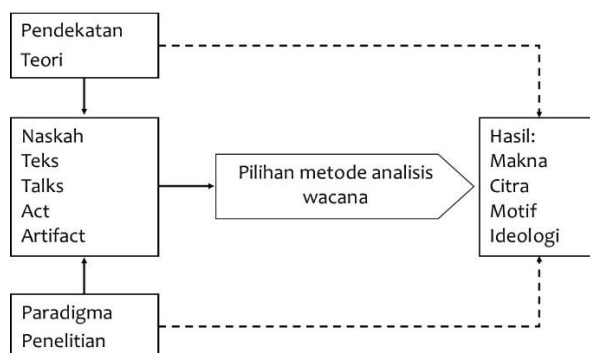 Pendekatan
Teori
Naskah
Teks
Talks
Act
Artifact
Pilihan metode analisis
wacana
Hasil:
Makna
Citra
Motif
Ideologi
Paradigma
Penelitian